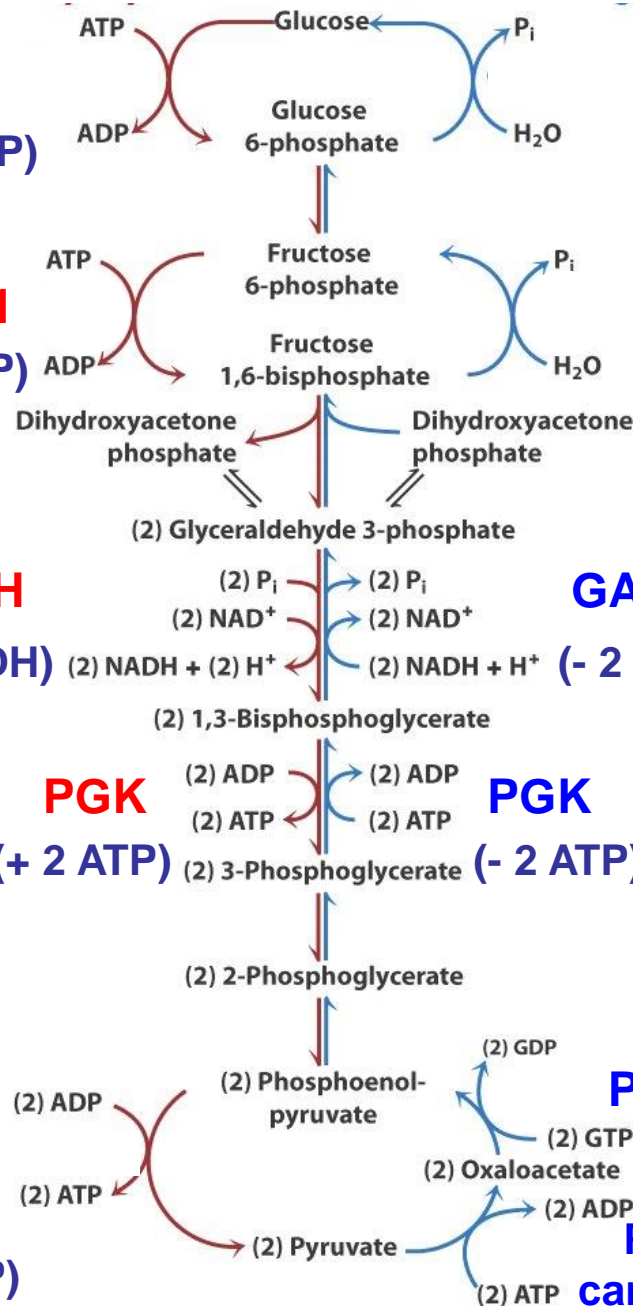 ATP Glucose Pi
Glucose
ADP 6-phosphate H2O
P)
ATP Fructose Pi
6-phosphate
Fructose
P) ADP 1,6-bisphosphate H2O
Dihydroxyacetone Dihydroxyacetone
phosphate phosphate
(2) Glyceraldehyde 3-phosphate
H (2) Pi (2) Pi GA
(2) NAD+ (2) NAD+
DH) (2) NADH + (2) H+ (2) NADH + H+ (- 2
(2) 1,3-Bisphosphoglycerate
(2) ADP (2) ADP
PGK PGK
(2) ATP (2) ATP
(+ 2 ATP) (2) 3-Phosphoglycerate (- 2 ATP)
(2) 2-Phosphoglycerate
(2) GDP
(2) ADP (2) Phosphoenol- P
pyruvate (2) GTP
(2) Oxaloacetate
(2) ATP (2) ADP
(2) Pyruvate
P) (2) ATP car